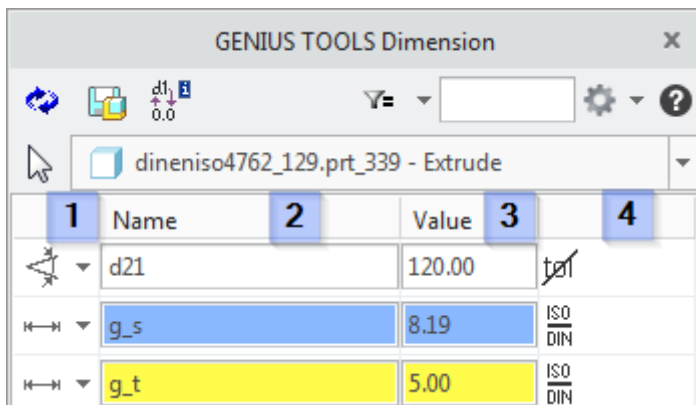 GENIUS TOOLS Dimension
d1 i
0.0
dineniso4762_129.prt_339 - Extrude
1 Name 2 Value 3 4
d21 120.00 tol
g_s 8.19 ISO DIN
g_t 5.00 ISO DIN